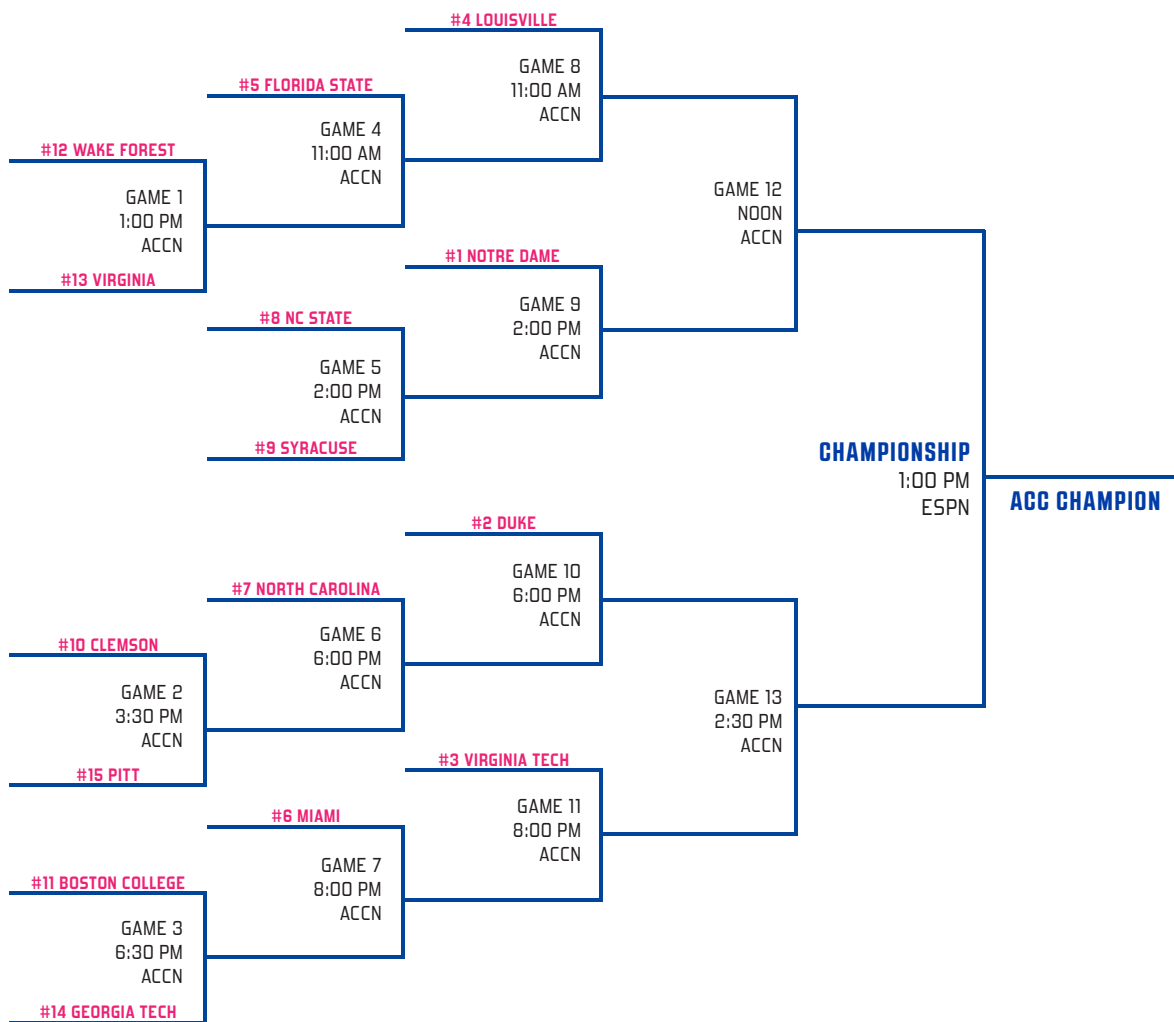 #4 LOUISVILLE
GAME 8
11:00 AM
ACCN
#5 FLORIDA STATE
GAME 4
11:00 AM
ACCN
#12 WAKE FOREST
GAME 1
1:00 PM
ACCN
#13 VIRGINIA
GAME 12
NOON
ACCN
#1 NOTRE DAME
GAME 9
2:00 PM
ACCN
#8 NC STATE
GAME 5
2:00 PM
ACCN
#9 SYRACUSE
CHAMPIONSHIP
1:00 PM
ESPN
ACC CHAMPION
#2 DUKE
GAME 10
6:00 PM
ACCN
#7 NORTH CAROLINA
GAME 6
6:00 PM
ACCN
#10 CLEMSON
GAME 2
3:30 PM
ACCN
#15 PITT
GAME 13
2:30 PM
ACCN
#3 VIRGINIA TECH
GAME 11
8:00 PM
ACCN
#6 MIAMI
GAME 7
8:00 PM
ACCN
#11 BOSTON COLLEGE
GAME 3
6:30 PM
ACCN
#14 GEORGIA TECH